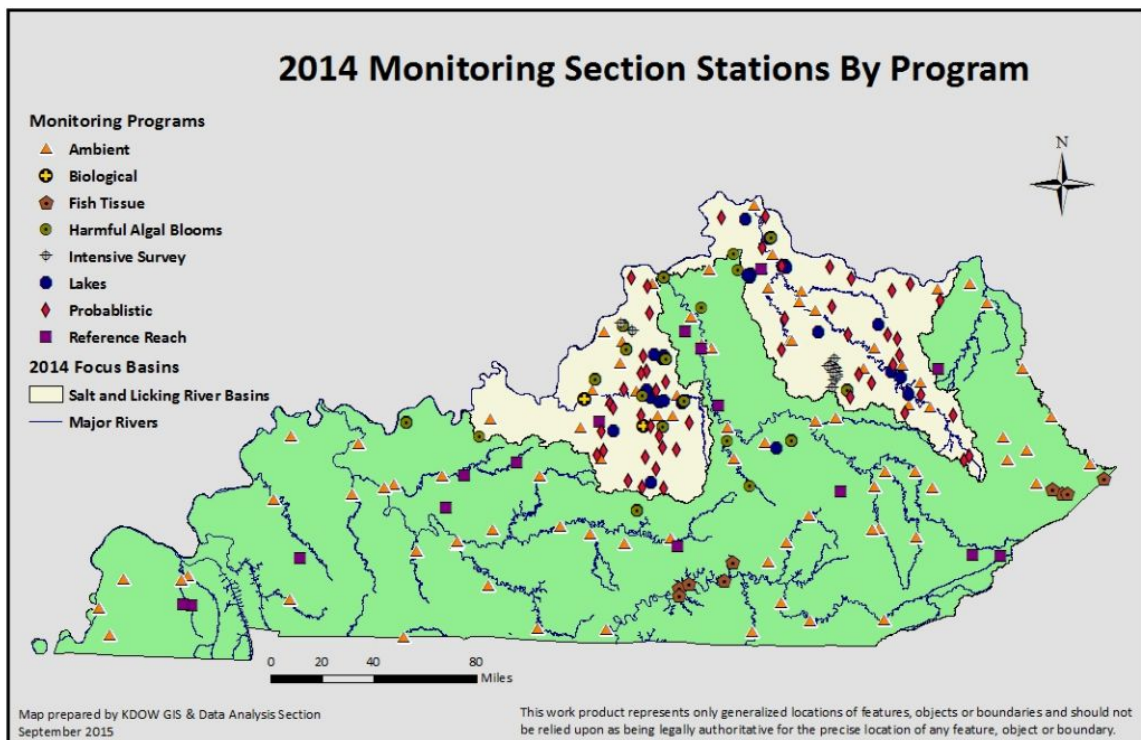 2014 Monitoring Section Stations By Program
Monitoring Programs
Ambient
Biological
Fish Tissue
Harmful Algal Blooms
Intensive Survey
Lakes
Probablistic
Reference Reach
2014 Focus Basins
Salt and Licking River Basins
Major Rivers
N
0 20 40 80
Miles
Map prepared by KDOW GIS & Data Analysis Section
September 2015
This work product represents only generalized locations of features, objects or boundaries and should not
be relied upon as being legally authoritative for the precise location of any feature, object or boundary.